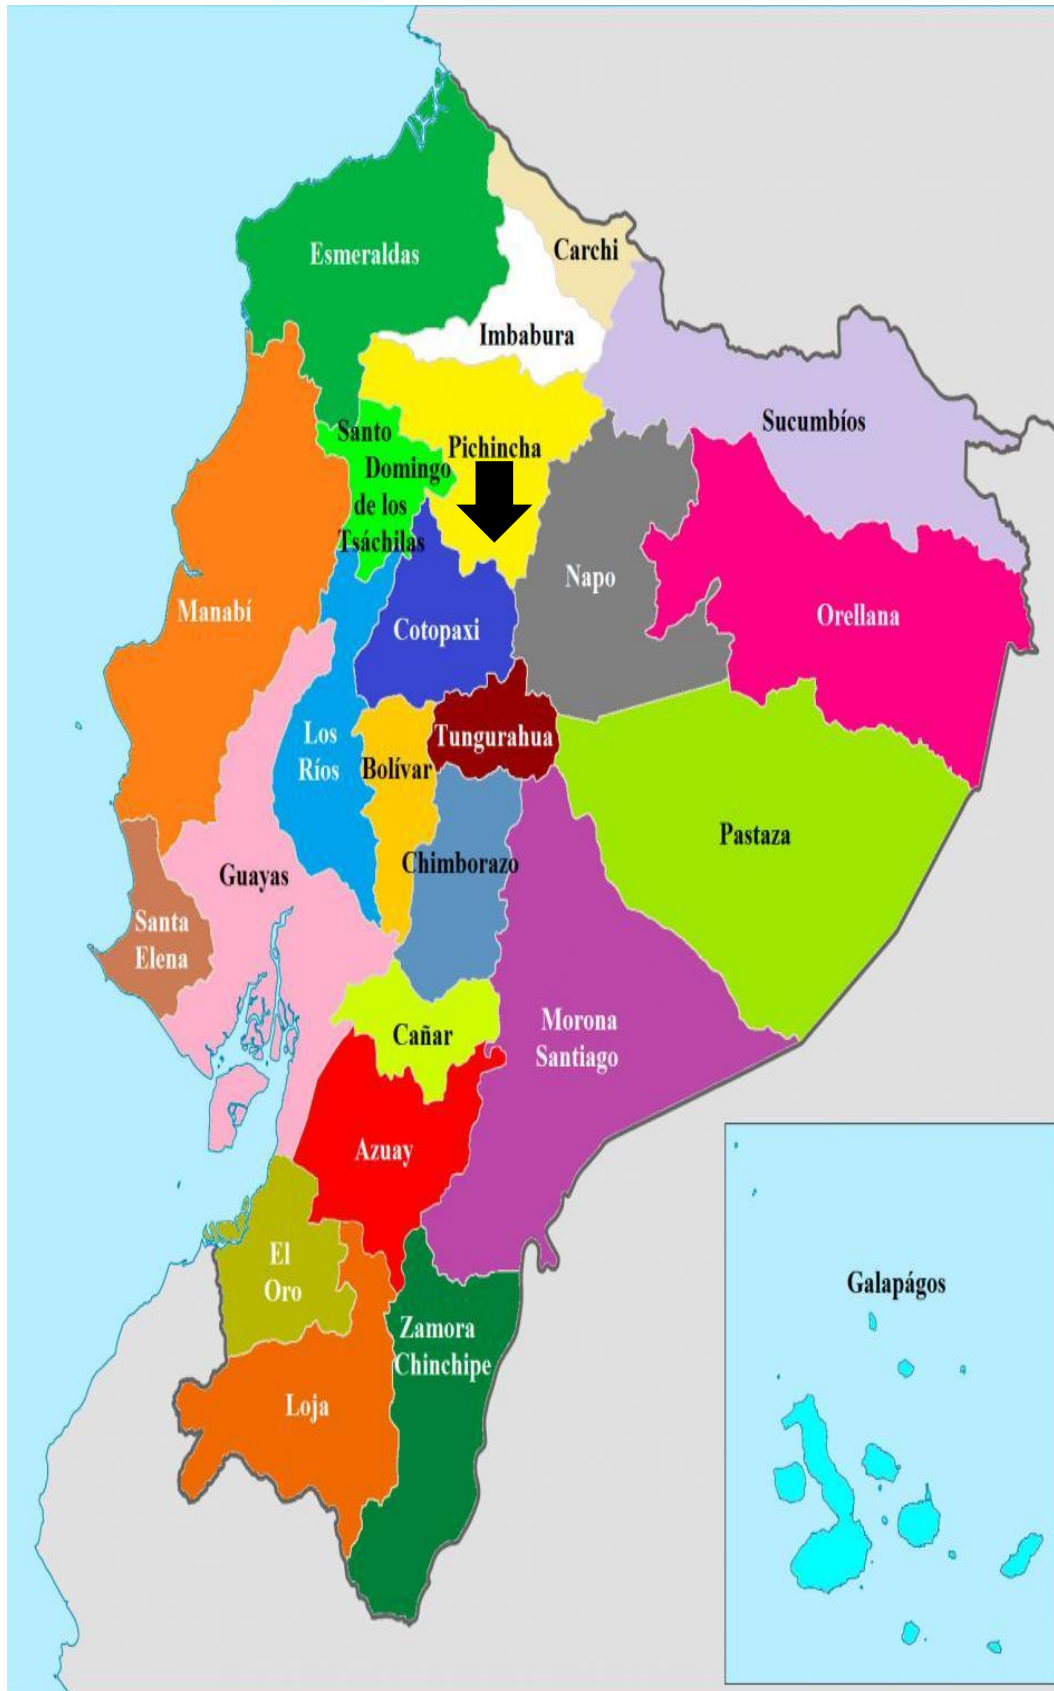 Esmeraldas
Carchi
Imbabura
Sucumbíos
Santo
Domingo
de los
Tsáchilas
Pichincha
Napo
Orellana
Manabí
Cotopaxi
Los
Ríos
Bolívar
Tungurahua
Pastaza
Guayas
Chimborazo
Santa
Elena
Cañar
Morona
Santiago
Azuay
El
Oro
Zamora
Chinchipe
Loja
Galapágos